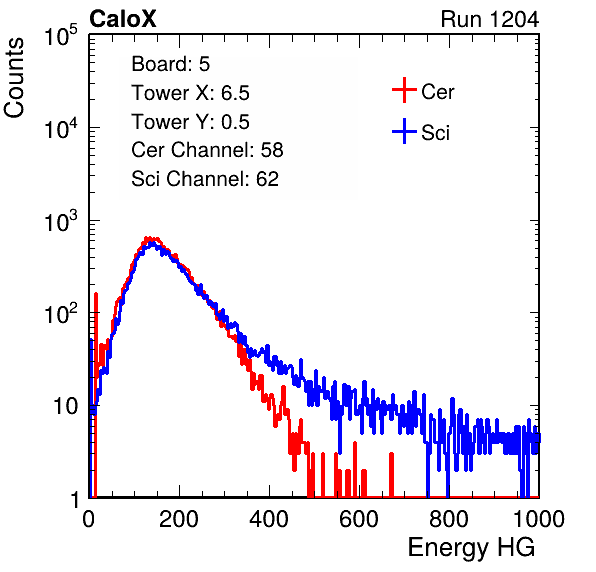 CaloX Run 1204
Counts
10^5
10^4
10^3
10^2
10
1
Board: 5
Tower X: 6.5
Tower Y: 0.5
Cer Channel: 58
Sci Channel: 62
Cer
Sci
0 200 400 600 800 1000
Energy HG